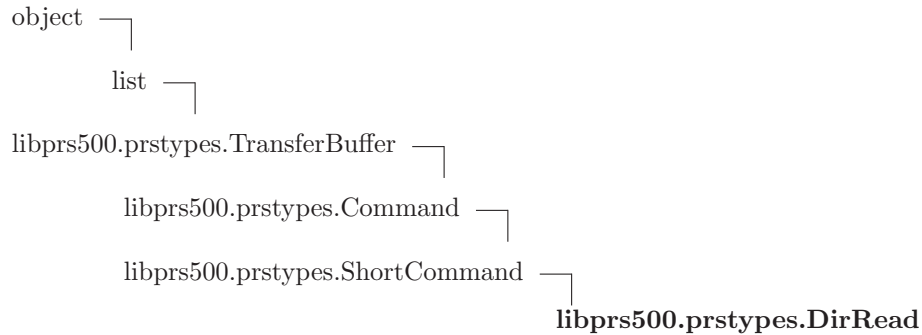 object
list
libprs500.prstypes.TransferBuffer
libprs500.prstypes.Command
libprs500.prstypes.ShortCommand
libprs500.prstypes.DirRead